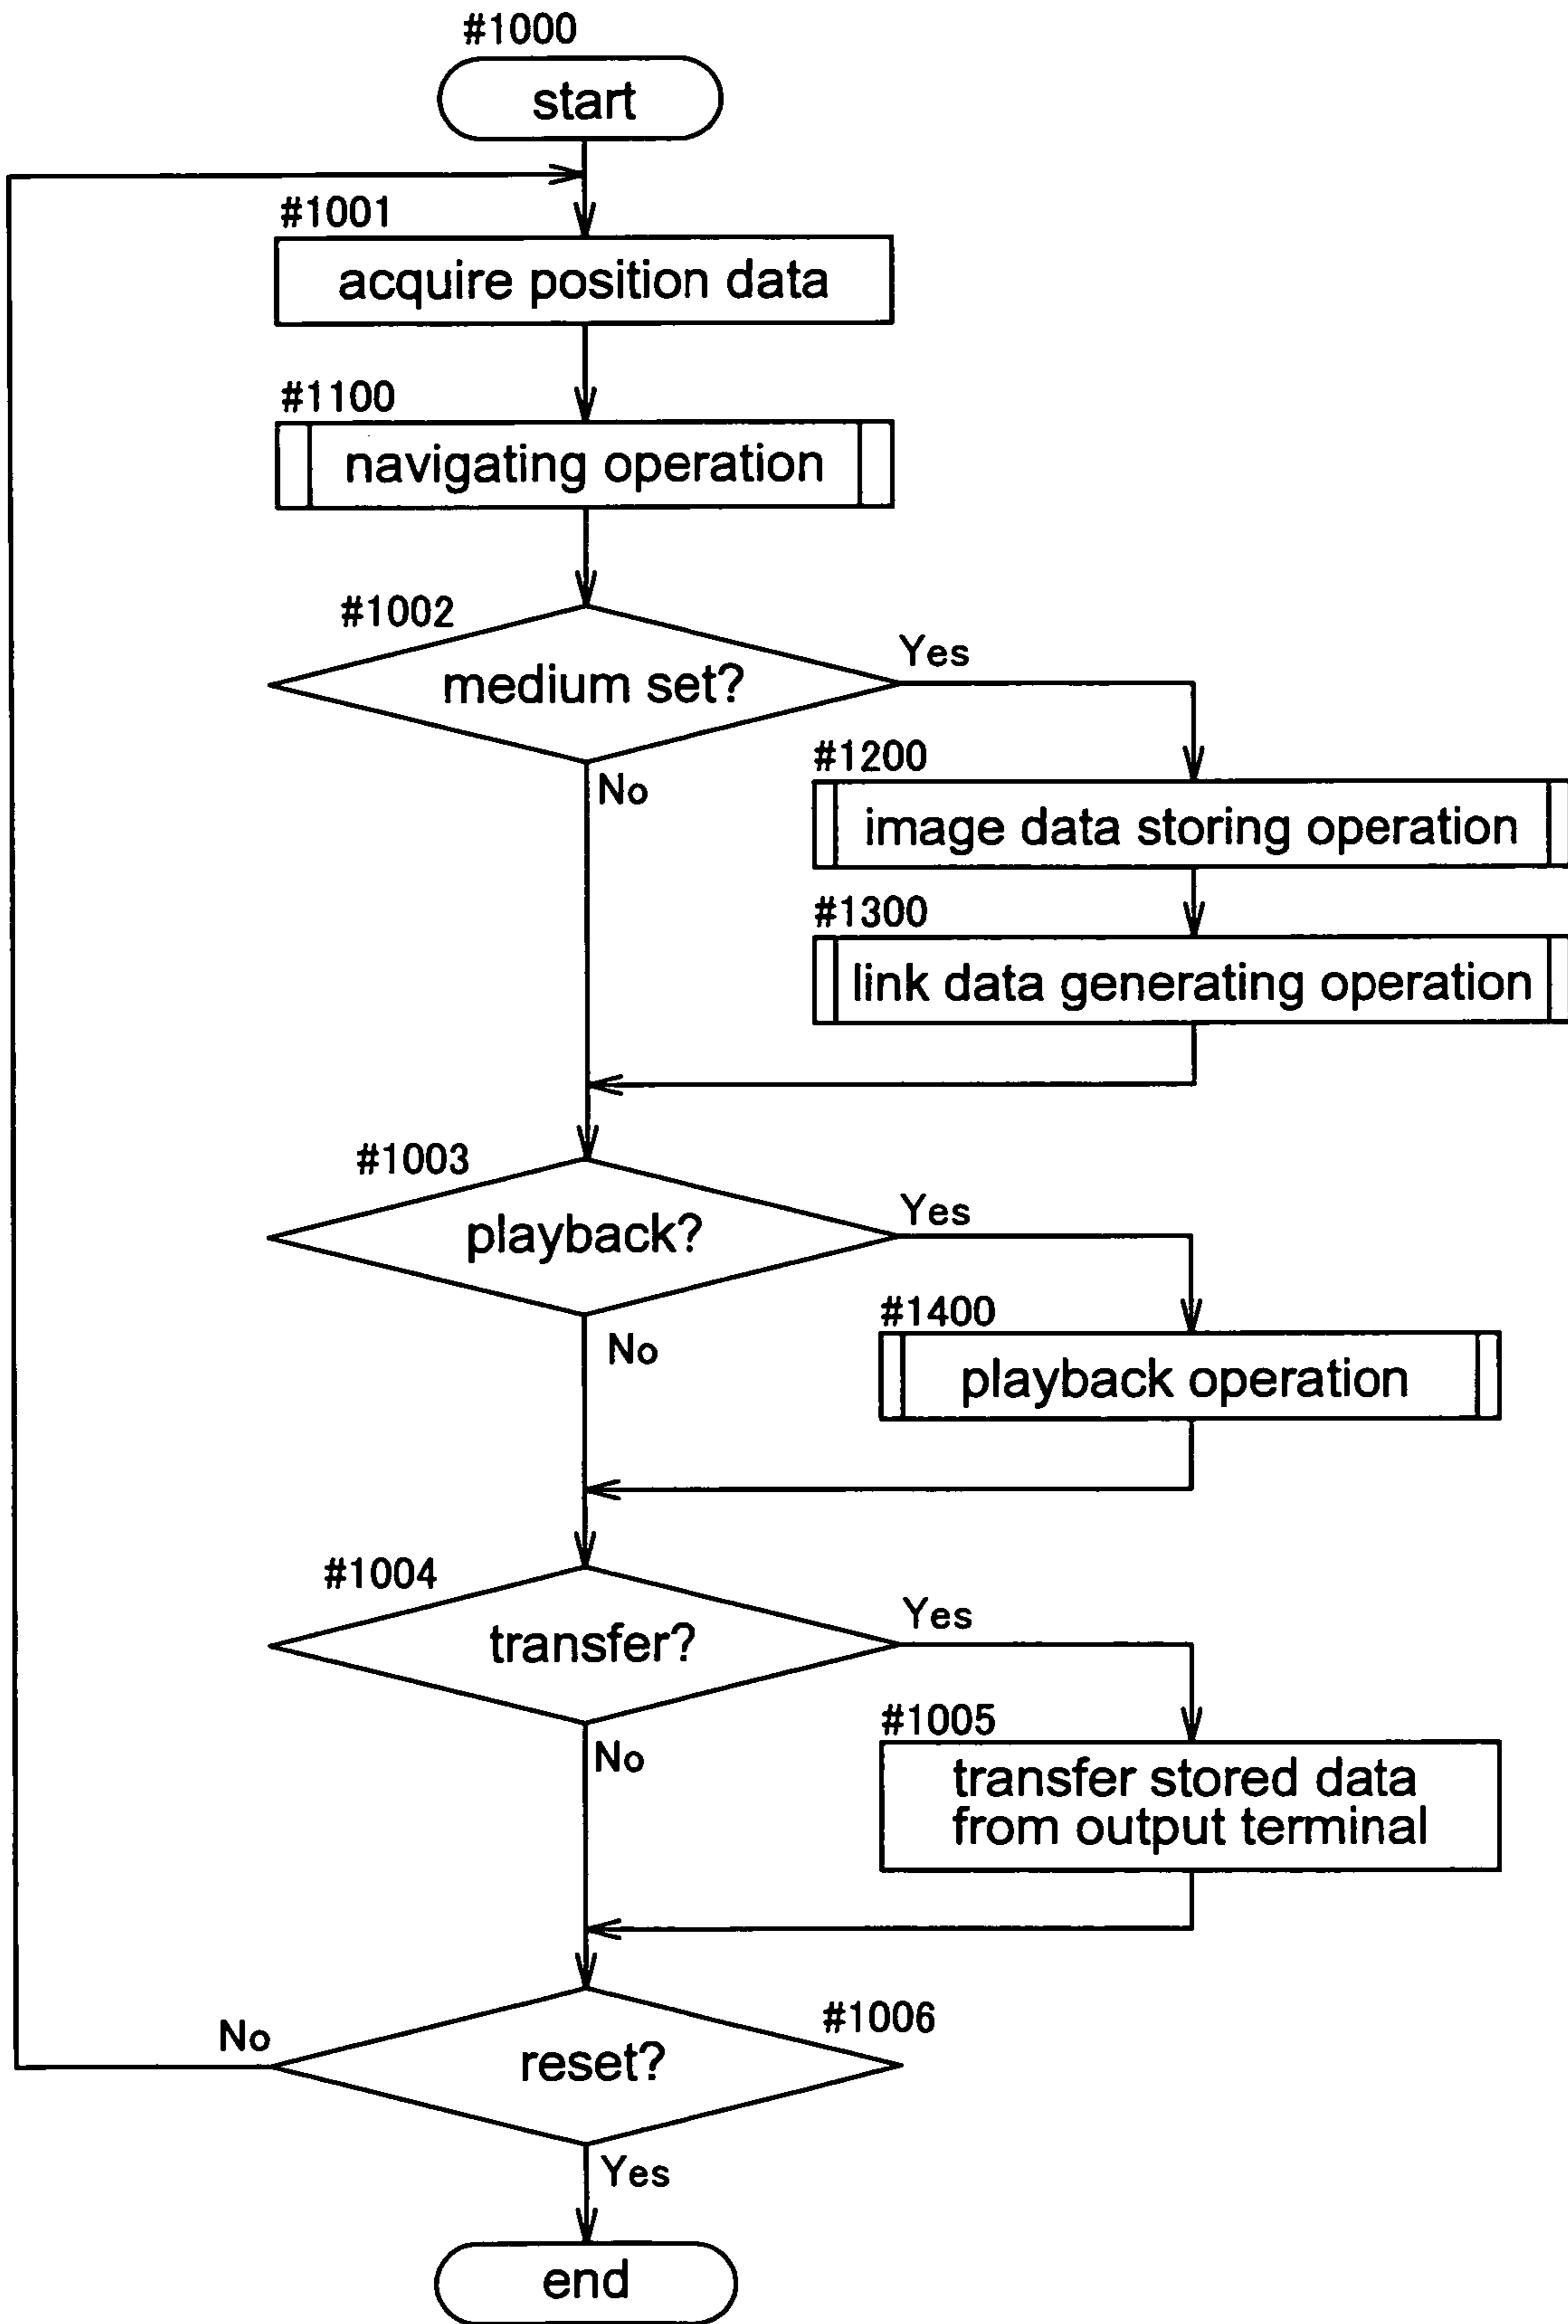 #1000
start
#1001
acquire position data
#1100
navigating operation
#1002
medium set?
Yes
No
#1200
image data storing operation
#1300
link data generating operation
#1003
playback?
Yes
No
#1400
playback operation
#1004
transfer?
Yes
No
#1005
transfer stored data
from output terminal
#1006
reset?
No
Yes
end